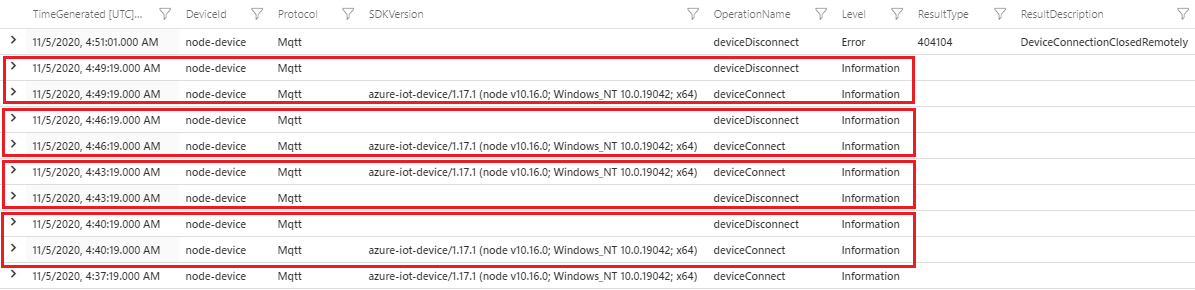 TimeGenerated [UTC]... DeviceId Protocol SDKVersion OperationName Level ResultType ResultDescription
11/5/2020, 4:51:01.000 AM node-device Mqtt deviceDisconnect Error 404104 DeviceConnectionClosedRemotely
11/5/2020, 4:49:19.000 AM node-device Mqtt deviceDisconnect Information
11/5/2020, 4:49:19.000 AM node-device Mqtt azure-iot-device/1.17.1 (node v10.16.0; Windows_NT 10.0.19042; x64) deviceConnect Information
11/5/2020, 4:46:19.000 AM node-device Mqtt deviceDisconnect Information
11/5/2020, 4:46:19.000 AM node-device Mqtt azure-iot-device/1.17.1 (node v10.16.0; Windows_NT 10.0.19042; x64) deviceConnect Information
11/5/2020, 4:43:19.000 AM node-device Mqtt azure-iot-device/1.17.1 (node v10.16.0; Windows_NT 10.0.19042; x64) deviceConnect Information
11/5/2020, 4:43:19.000 AM node-device Mqtt deviceDisconnect Information
11/5/2020, 4:40:19.000 AM node-device Mqtt deviceDisconnect Information
11/5/2020, 4:40:19.000 AM node-device Mqtt azure-iot-device/1.17.1 (node v10.16.0; Windows_NT 10.0.19042; x64) deviceConnect Information
11/5/2020, 4:37:19.000 AM node-device Mqtt azure-iot-device/1.17.1 (node v10.16.0; Windows_NT 10.0.19042; x64) deviceConnect Information